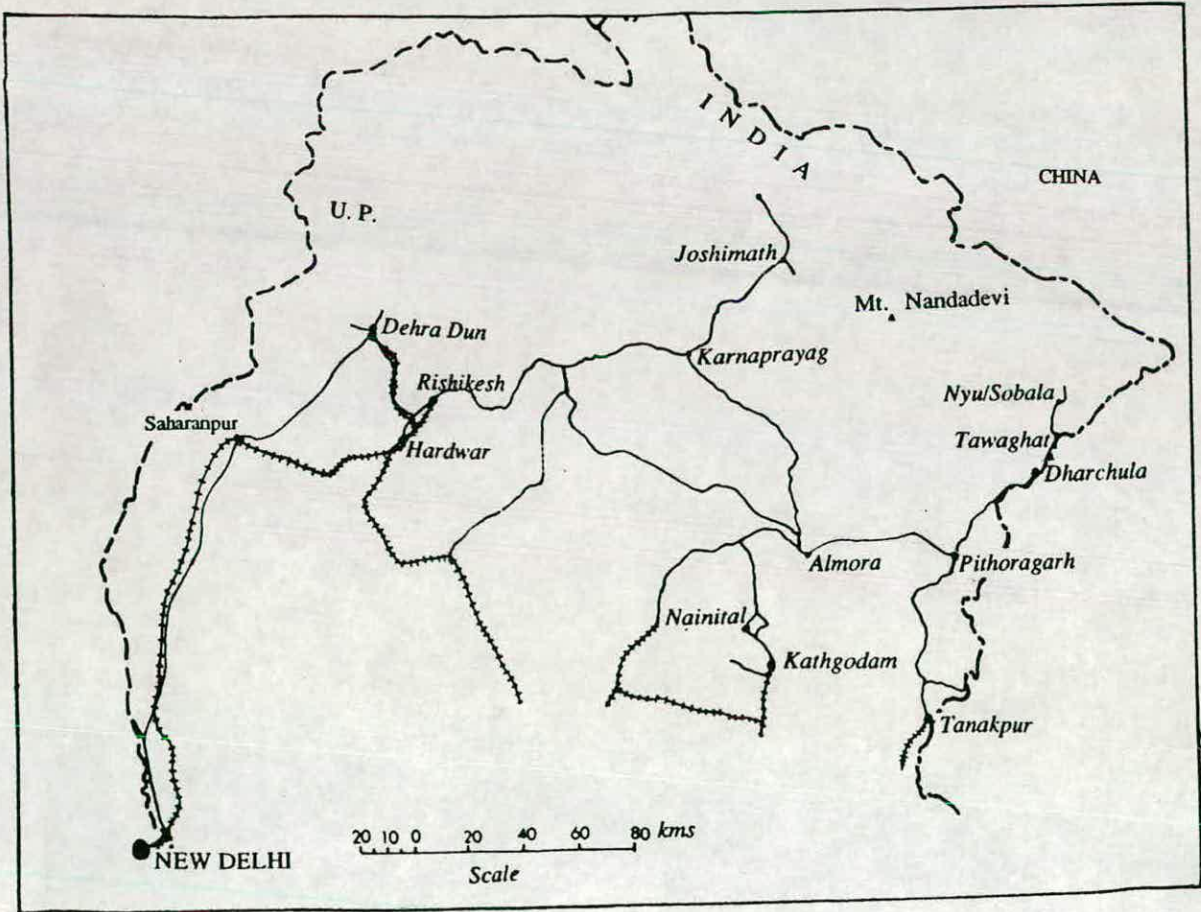 INDIA
CHINA
U. P.
Joshimath
Mt. Nandadevi
Dehra Dun
Karnaprayag
Rishikesh
Nyu/Sobala
Saharanpur
Tawaghat
Hardwar
Dharchula
Almora
Pithoragarh
Nainital
Kathgodam
Tanakpur
20 10 0 20 40 60 80 kms
NEW DELHI
Scale